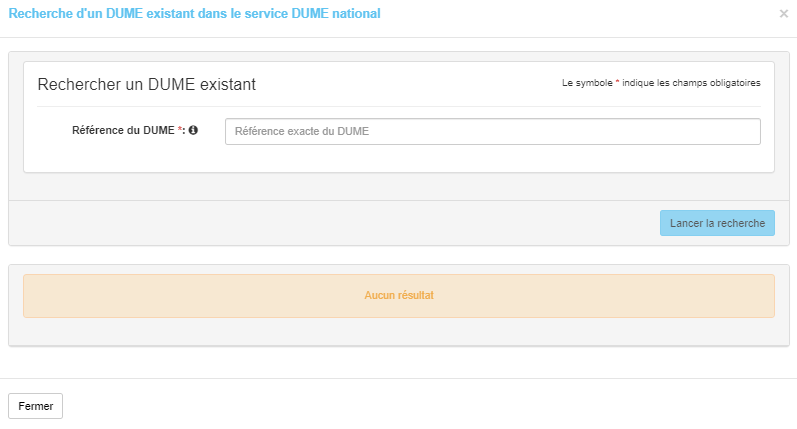 Recherche d'un DUME existant dans le service DUME national
×
Rechercher un DUME existant
Le symbole * indique les champs obligatoires
Référence du DUME *:
Référence exacte du DUME
Lancer la recherche
Aucun résultat
Fermer